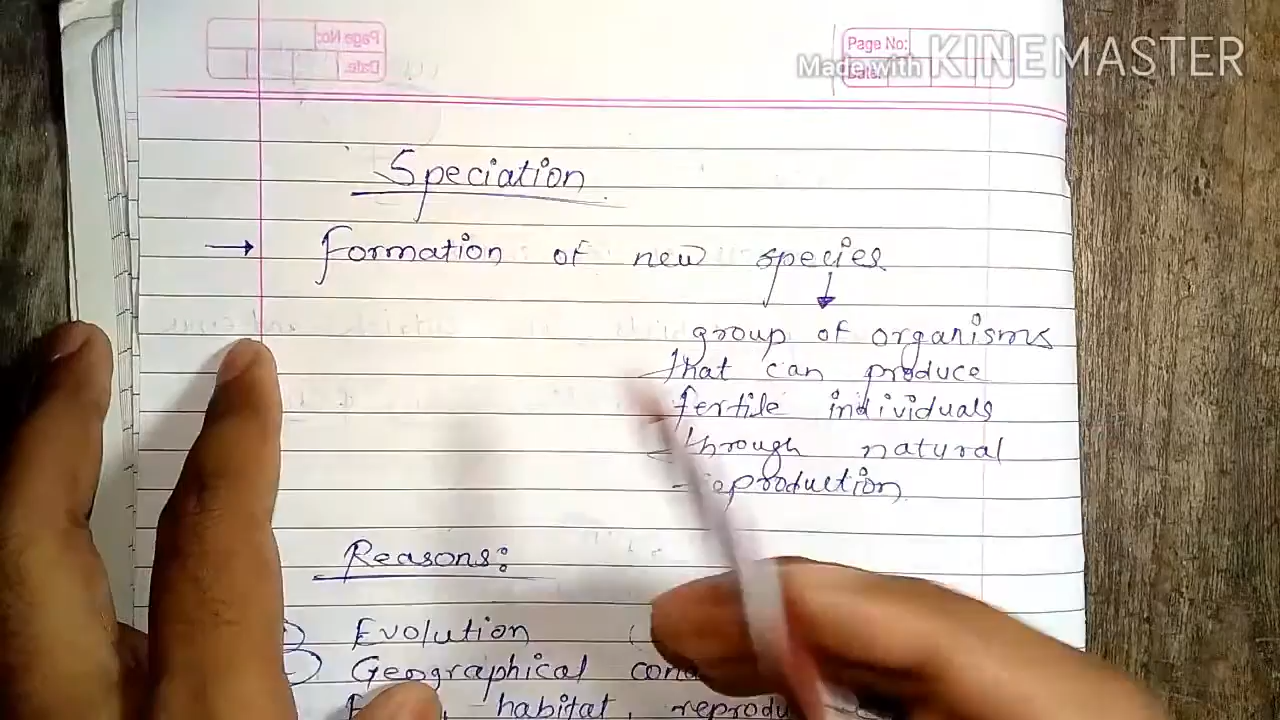 Page No:
Date:
Made with KINEMASTER
Speciation
→ Formation of new species
group of organisms
that can produce
fertile individuals
through natural
reproduction
Reasons:
Evolution
Geographical
habitat,